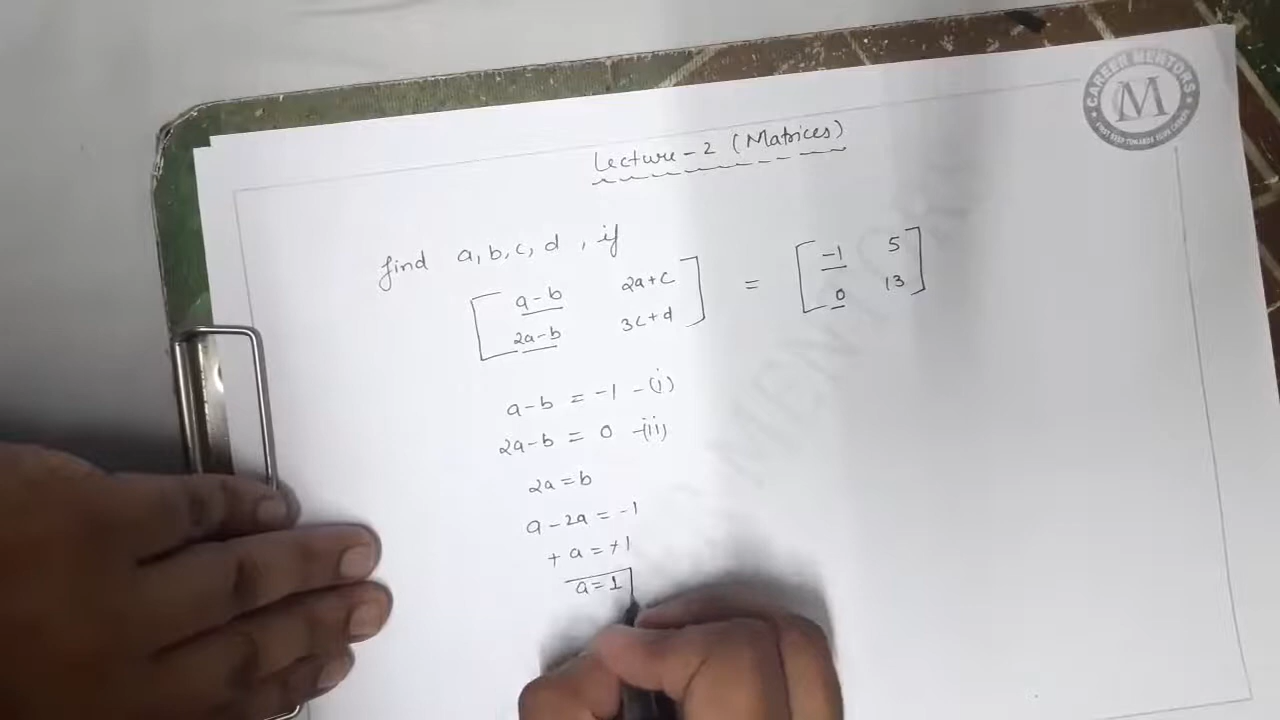 CAREER MENTORS
M
Lecture-2 (Matrices)
find a, b, c, d , if
[ a-b 2a+c ] = [ -1 5 ]
[ 2a-b 3c+d ] [ 0 13 ]
a-b = -1 -(i)
2a-b = 0 -(ii)
2a = b
a-2a = -1
+a = +1
a = 1